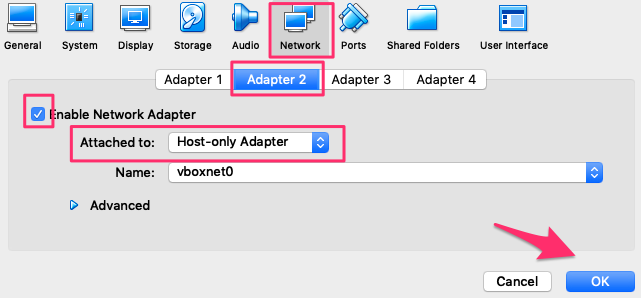 General System Display Storage Audio Network Ports Shared Folders User Interface
Adapter 1 Adapter 2 Adapter 3 Adapter 4
Enable Network Adapter
Attached to: Host-only Adapter
Name: vboxnet0
Advanced
Cancel OK